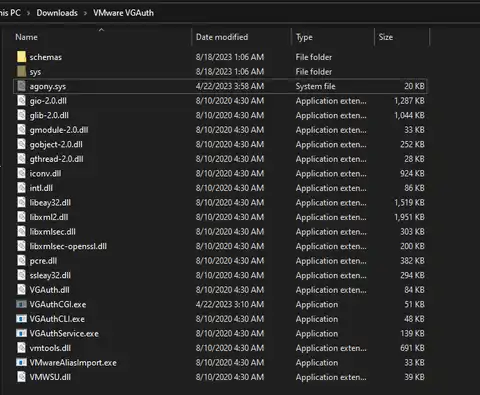 his PC > Downloads > VMware VGAuth
Name Date modified Type Size
schemas 8/18/2023 1:06 AM File folder
sys 8/18/2023 1:06 AM File folder
agony.sys 4/22/2023 3:58 AM System file 20 KB
gio-2.0.dll 8/10/2020 4:30 AM Application exten... 1,287 KB
glib-2.0.dll 8/10/2020 4:30 AM Application exten... 1,044 KB
gmodule-2.0.dll 8/10/2020 4:30 AM Application exten... 33 KB
gobject-2.0.dll 8/10/2020 4:30 AM Application exten... 252 KB
gthread-2.0.dll 8/10/2020 4:30 AM Application exten... 28 KB
iconv.dll 8/10/2020 4:30 AM Application exten... 924 KB
intl.dll 8/10/2020 4:30 AM Application exten... 86 KB
libeay32.dll 8/10/2020 4:30 AM Application exten... 1,519 KB
libxml2.dll 8/10/2020 4:30 AM Application exten... 1,951 KB
libxmlsec.dll 8/10/2020 4:30 AM Application exten... 303 KB
libxmlsec-openssl.dll 8/10/2020 4:30 AM Application exten... 200 KB
pcre.dll 8/10/2020 4:30 AM Application exten... 382 KB
ssleay32.dll 8/10/2020 4:30 AM Application exten... 294 KB
VGAuth.dll 8/10/2020 4:30 AM Application exten... 84 KB
VGAuthCGI.exe 4/22/2023 3:10 AM Application 51 KB
VGAuthCLI.exe 8/10/2020 4:30 AM Application 48 KB
VGAuthService.exe 8/10/2020 4:30 AM Application 139 KB
vmtools.dll 8/10/2020 4:30 AM Application exten... 691 KB
VMwareAliasImport.exe 8/10/2020 4:30 AM Application 33 KB
VMWSU.dll 8/10/2020 4:30 AM Application exten... 39 KB